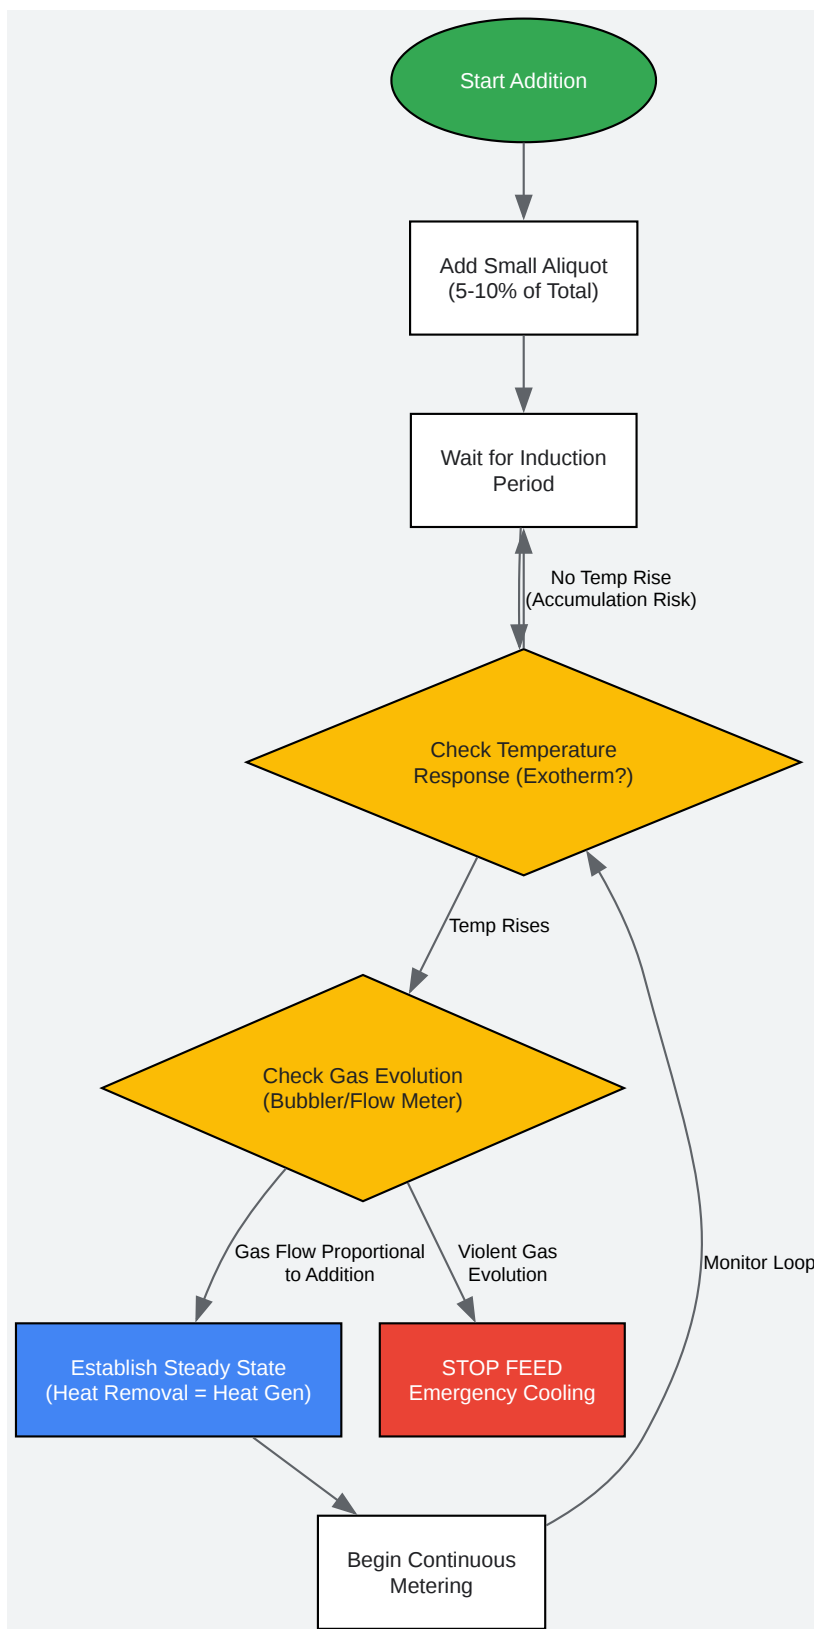 Start Addition
Add Small Aliquot
(5-10% of Total)
Wait for Induction
Period
No Temp Rise
(Accumulation Risk)
Check Temperature
Response (Exotherm?)
Temp Rises
Check Gas Evolution
(Bubbler/Flow Meter)
Gas Flow Proportional
to Addition
Violent Gas
Evolution
Monitor Loop
Establish Steady State
(Heat Removal = Heat Gen)
STOP FEED
Emergency Cooling
Begin Continuous
Metering